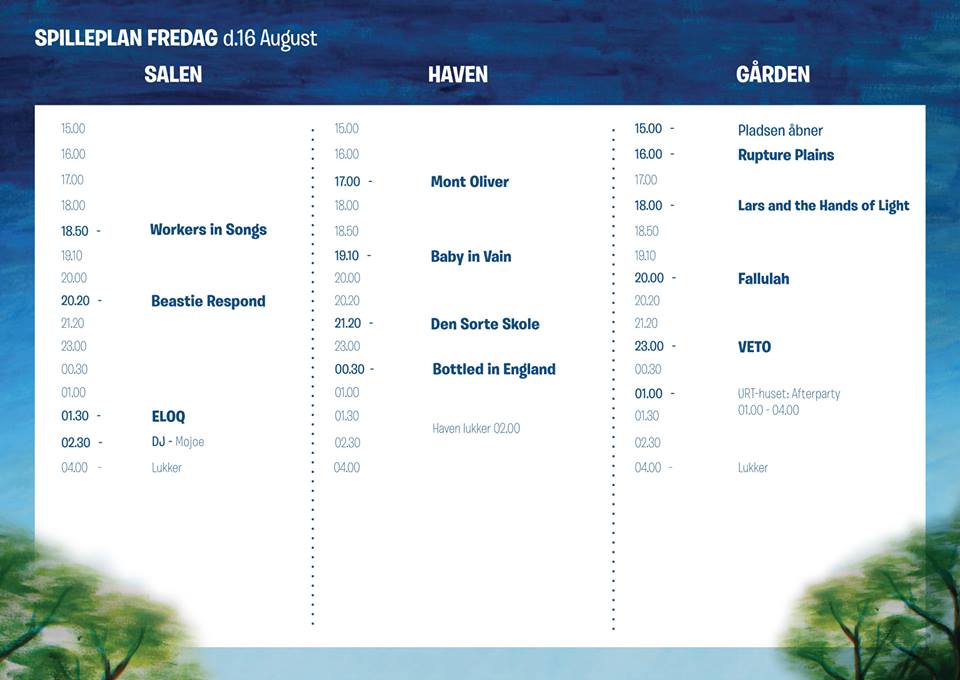 SPILLEPLAN FREDAG d.16 August
SALEN
15.00
16.00
17.00
18.00
18.50 - Workers in Songs
19.10
20.00
20.20 - Beastie Respond
21.20
23.00
00.30
01.00
01.30 - ELOQ
02.30 - DJ - Mojoe
04.00 - Lukker
HAVEN
15.00
16.00
17.00 - Mont Oliver
18.00
18.50
19.10 - Baby in Vain
20.00
20.20
21.20 - Den Sorte Skole
23.00
00.30 - Bottled in England
01.00
01.30
Haven lukker 02.00
02.30
04.00
GÅRDEN
15.00 - Pladsen åbner
16.00 - Rupture Plains
17.00
18.00 - Lars and the Hands of Light
18.50
19.10
20.00 - Fallulah
20.20
21.20
23.00 - VETO
00.30
01.00 - URT-huset: Afterparty
01.00 - 04.00
01.30
02.30
04.00 - Lukker